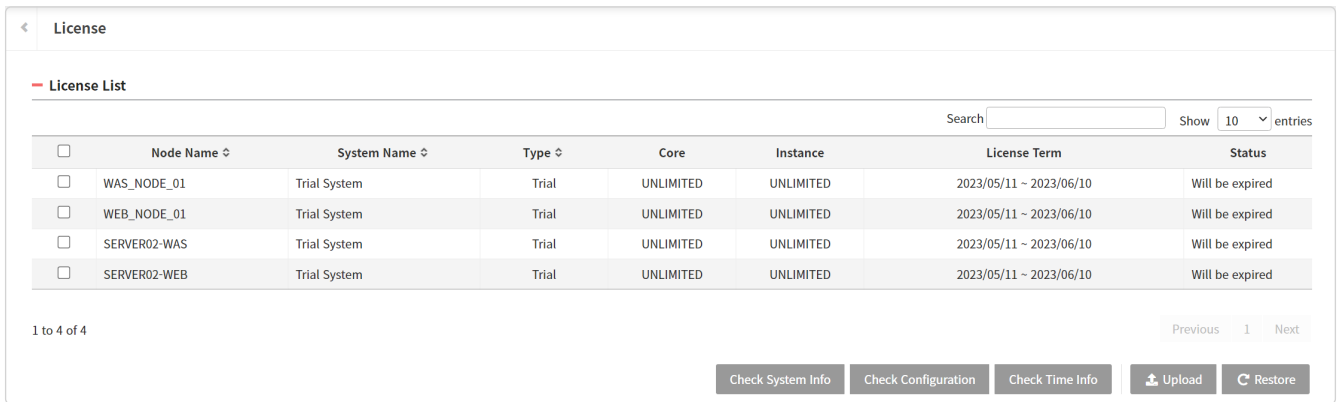 License
License List
Search Show 10 entries
Node Name System Name Type Core Instance License Term Status
WAS_NODE_01 Trial System Trial UNLIMITED UNLIMITED 2023/05/11 ~ 2023/06/10 Will be expired
WEB_NODE_01 Trial System Trial UNLIMITED UNLIMITED 2023/05/11 ~ 2023/06/10 Will be expired
SERVER02-WAS Trial System Trial UNLIMITED UNLIMITED 2023/05/11 ~ 2023/06/10 Will be expired
SERVER02-WEB Trial System Trial UNLIMITED UNLIMITED 2023/05/11 ~ 2023/06/10 Will be expired
1 to 4 of 4 Previous 1 Next
Check System Info Check Configuration Check Time Info Upload Restore